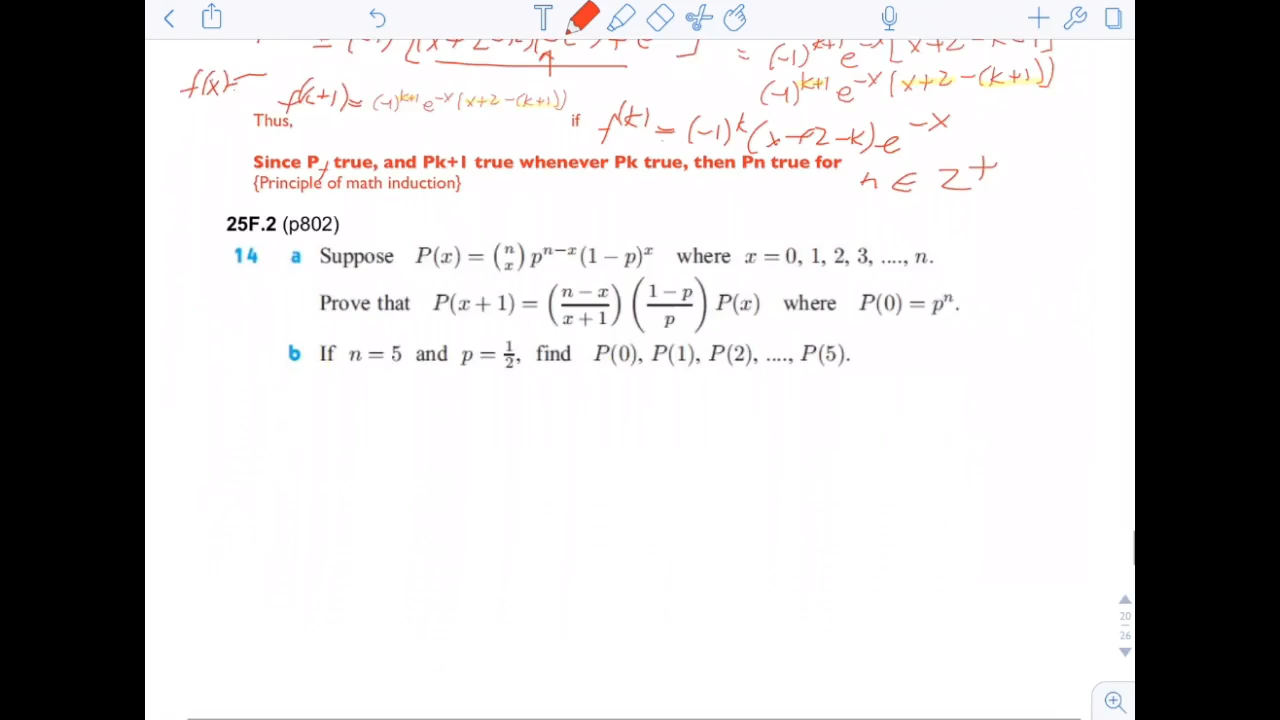 = (-1)^{k+1} e^{-x} [x+2-k-1]
(-1)^{k+1} e^{-x} (x+2-(k+1))
f(x)=
f^{(k+1)} = (-1)^{k+1} e^{-x} (x+2-(k+1))
Thus, if f^{(k)} = (-1)^k (x+2-k) e^{-x}
Since P_1 true, and Pk+1 true whenever Pk true, then Pn true for n ∈ Z^+
{Principle of math induction}
25F.2 (p802)
14 a Suppose P(x) = (n x) p^{n-x} (1 − p)^x where x = 0, 1, 2, 3, ...., n.
Prove that P(x + 1) = ((n − x)/(x + 1)) ((1 − p)/p) P(x) where P(0) = p^n.
b If n = 5 and p = 1/2, find P(0), P(1), P(2), ...., P(5).
20
26